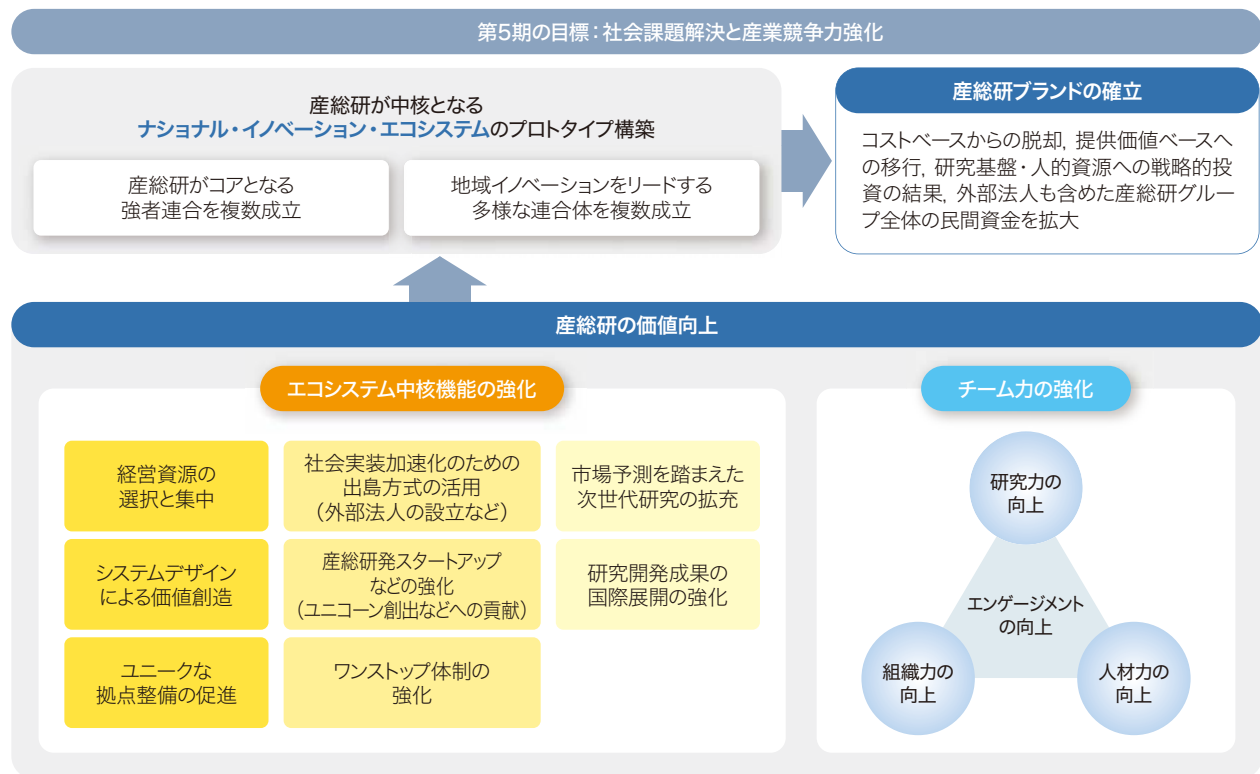 第5期の目標：社会課題解決と産業競争力強化
産総研が中核となる
ナショナル・イノベーション・エコシステムのプロトタイプ構築
産総研がコアとなる
強者連合を複数成立
地域イノベーションをリードする
多様な連合体を複数成立
産総研ブランドの確立
コストベースからの脱却, 提供価値ベースへ
の移行, 研究基盤・人的資源への戦略的投
資の結果, 外部法人も含めた産総研グルー
プ全体の民間資金を拡大
産総研の価値向上
エコシステム中核機能の強化
経営資源の
選択と集中
社会実装加速化のための
出島方式の活用
（外部法人の設立など）
市場予測を踏まえた
次世代研究の拡充
システムデザイン
による価値創造
産総研発スタートアップ
などの強化
（ユニコーン創出などへの貢献）
研究開発成果の
国際展開の強化
ユニークな
拠点整備の促進
ワンストップ体制の
強化
チーム力の強化
研究力の
向上
エンゲージメント
の向上
組織力の
向上
人材力の
向上